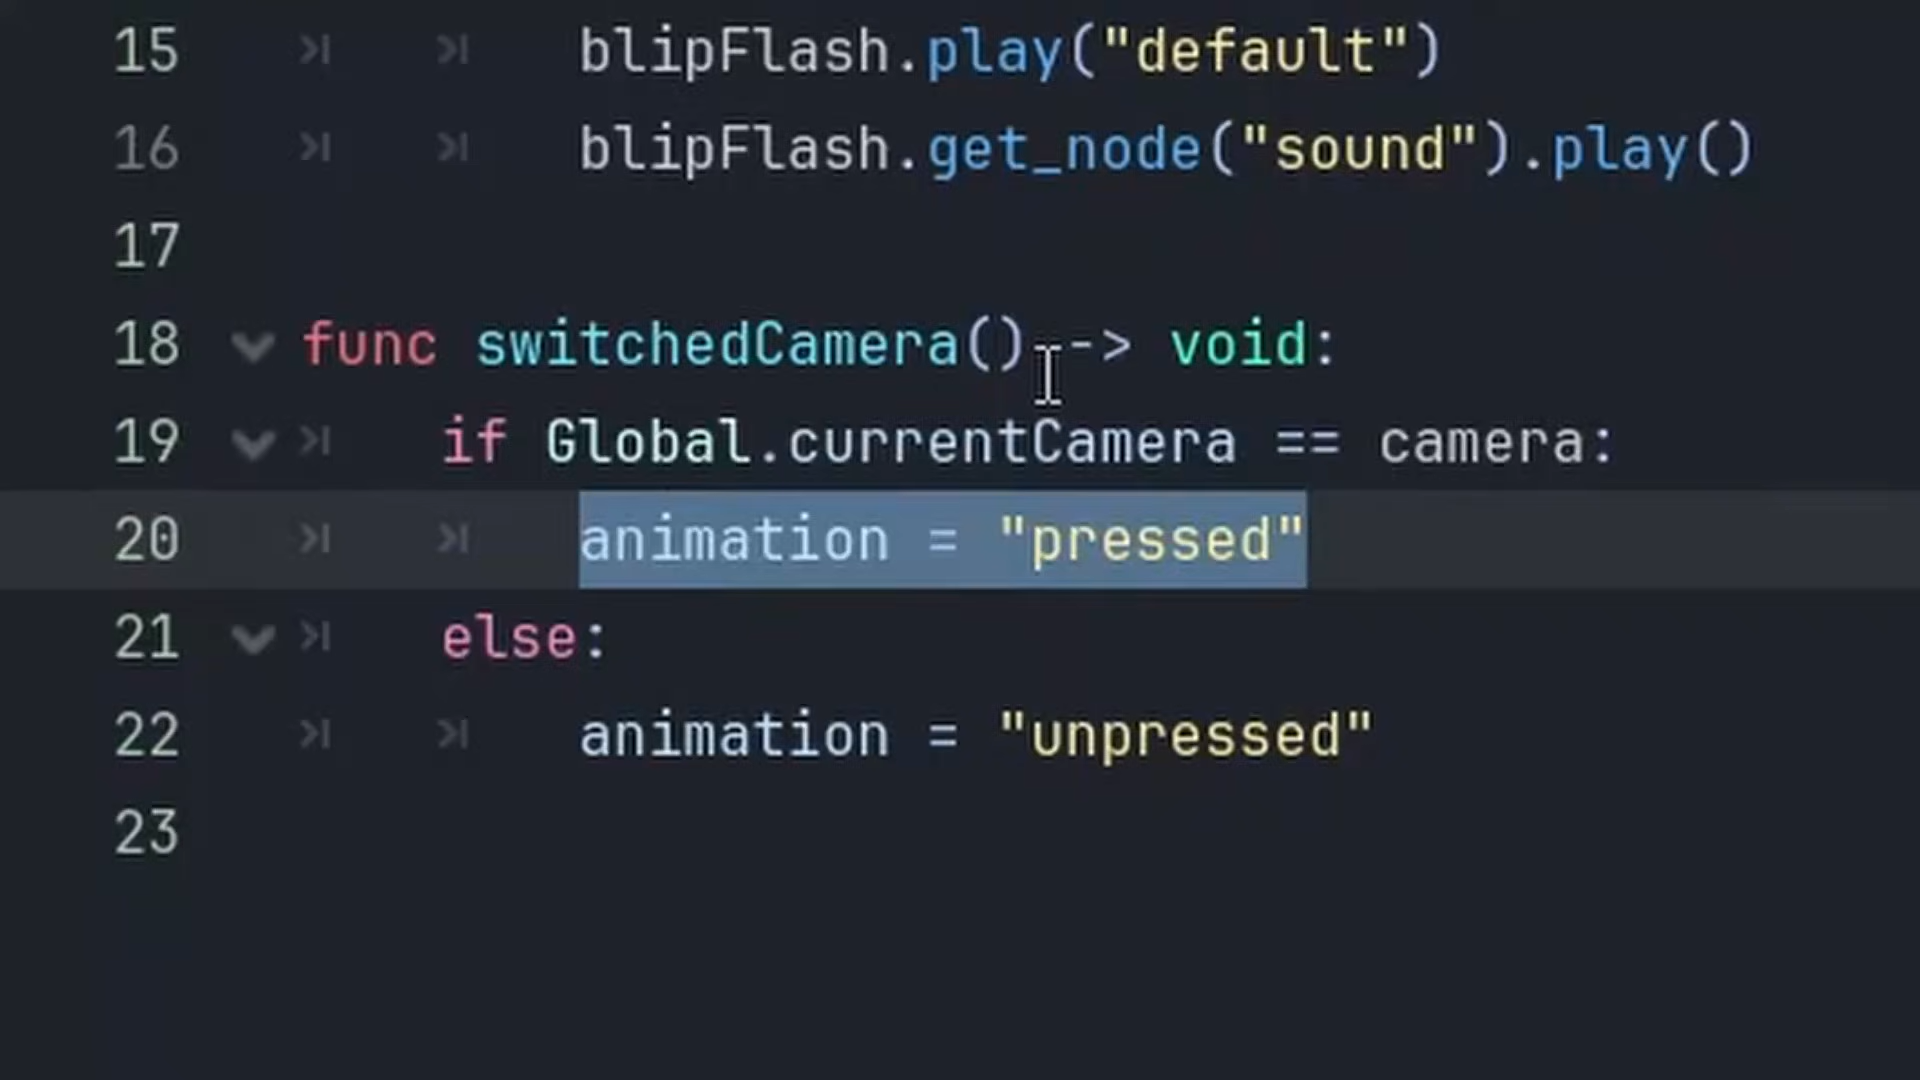 15 blipFlash.play("default")
16 blipFlash.get_node("sound").play()
17
18 func switchedCamera() -> void:
19 if Global.currentCamera == camera:
20 animation = "pressed"
21 else:
22 animation = "unpressed"
23